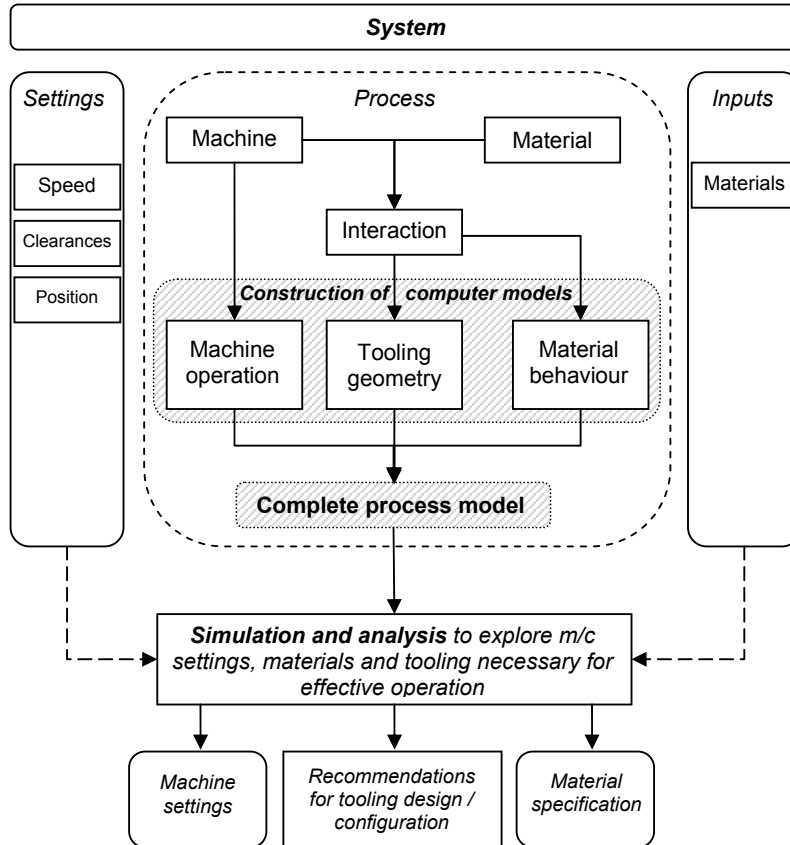 System
Settings
Process
Inputs
Machine
Material
Speed
Materials
Clearances
Interaction
Position
Construction of computer models
Machine
operation
Tooling
geometry
Material
behaviour
Complete process model
Simulation and analysis to explore m/c
settings, materials and tooling necessary for
effective operation
Machine
settings
Recommendations
for tooling design /
configuration
Material
specification